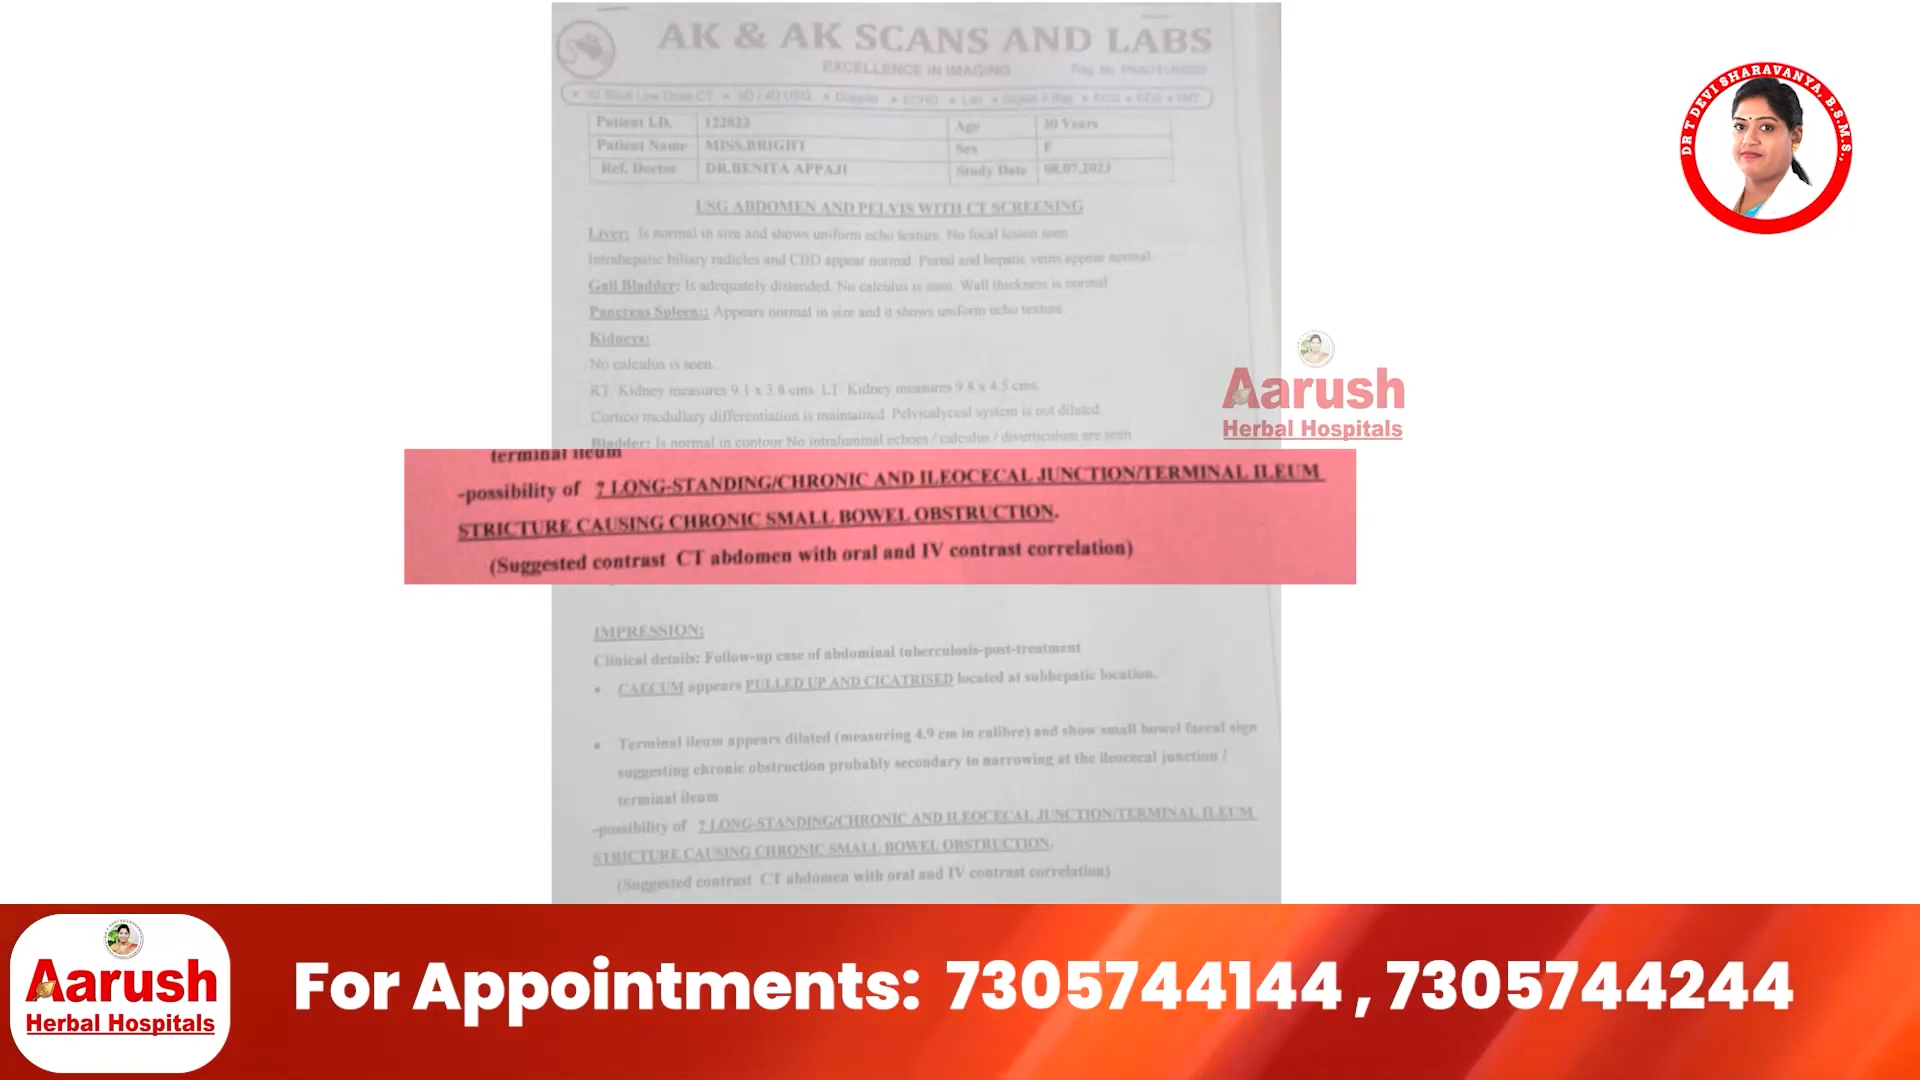 AK & AK SCANS AND LABS
EXCELLENCE IN IMAGING
Patient I.D. 122822 Age 30 Years
Patient Name MISS.BRIGHT Sex F
Ref. Doctor DR.BENITA APPAJI Study Date 08.07.2023
USG ABDOMEN AND PELVIS WITH CT SCREENING
Liver: Is normal in size and shows uniform echo texture. No focal lesion seen.
Intrahepatic biliary radicles and CBD appear normal. Portal and hepatic veins appear normal.
Gall Bladder: Is adequately distended. No calculus is seen. Wall thickness is normal.
Pancreas Spleen:: Appears normal in size and it shows uniform echo texture.
Kidneys:
No calculus is seen.
RT. Kidney measures 9.1 x 3.8 cms. LT. Kidney measures 9.8 x 4.5 cms.
Cortico medullary differentiation is maintained. Pelvicalyceal system is not dilated.
Bladder: Is normal in contour No intraluminal echoes / calculus / diverticulum are seen
terminal ileum
-possibility of ? LONG-STANDING/CHRONIC AND ILEOCECAL JUNCTION/TERMINAL ILEUM
STRICTURE CAUSING CHRONIC SMALL BOWEL OBSTRUCTION.
(Suggested contrast CT abdomen with oral and IV contrast correlation)
IMPRESSION:
Clinical details: Follow-up case of abdominal tuberculosis-post-treatment
• CAECUM appears PULLED UP AND CICATRISED located at subhepatic location.
• Terminal ileum appears dilated (measuring 4.9 cm in calibre) and show small bowel faecal sign
suggesting chronic obstruction probably secondary to narrowing at the ileocecal junction /
terminal ileum
-possibility of ? LONG-STANDING/CHRONIC AND ILEOCECAL JUNCTION/TERMINAL ILEUM
STRICTURE CAUSING CHRONIC SMALL BOWEL OBSTRUCTION.
(Suggested contrast CT abdomen with oral and IV contrast correlation)
DR T DEVI SHARAVANYA, B.S.M.S.,
Aarush
Herbal Hospitals
Aarush
Herbal Hospitals
For Appointments: 7305744144 , 7305744244